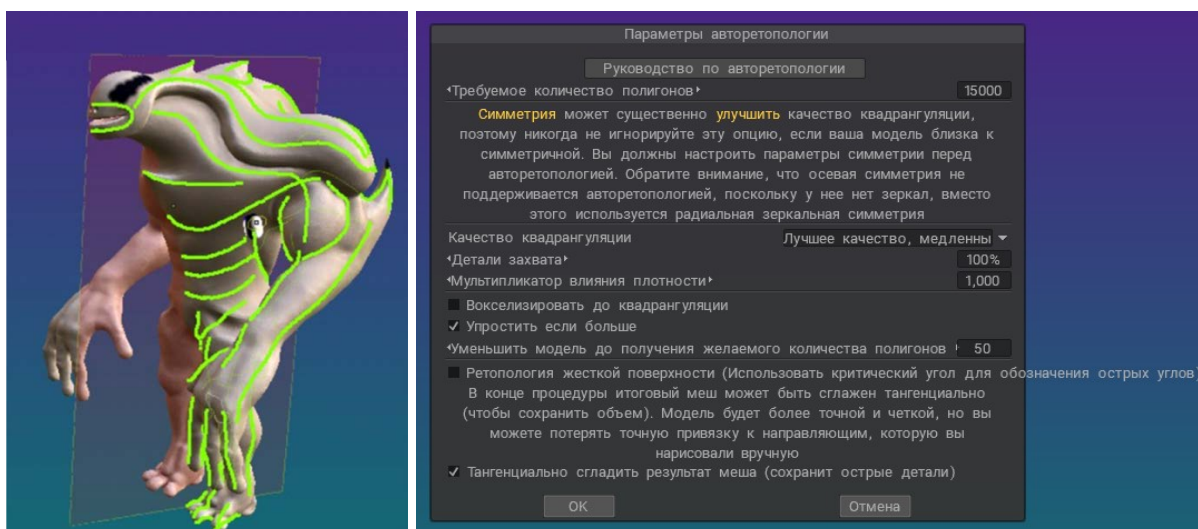 Параметры авторетопологии
Руководство по авторетопологии
Требуемое количество полигонов 15000
Симметрия может существенно улучшить качество квадрангуляции,
поэтому никогда не игнорируйте эту опцию, если ваша модель близка к
симметричной. Вы должны настроить параметры симметрии перед
авторетопологией. Обратите внимание, что осевая симметрия не
поддерживается авторетопологией, поскольку у нее нет зеркал, вместо
этого используется радиальная зеркальная симметрия
Качество квадрангуляции Лучшее качество, медленны
Детали захвата 100%
Мультипликатор влияния плотности 1,000
Вокселизировать до квадрангуляции
Упростить если больше
Уменьшить модель до получения желаемого количества полигонов 50
Ретопология жесткой поверхности (Использовать критический угол для обозначения острых углов)
В конце процедуры итоговый меш может быть сглажен тангенциально
(чтобы сохранить объем). Модель будет более точной и четкой, но вы
можете потерять точную привязку к направляющим, которую вы
нарисовали вручную
Тангенциально сгладить результат меша (сохранит острые детали)
OK Отмена